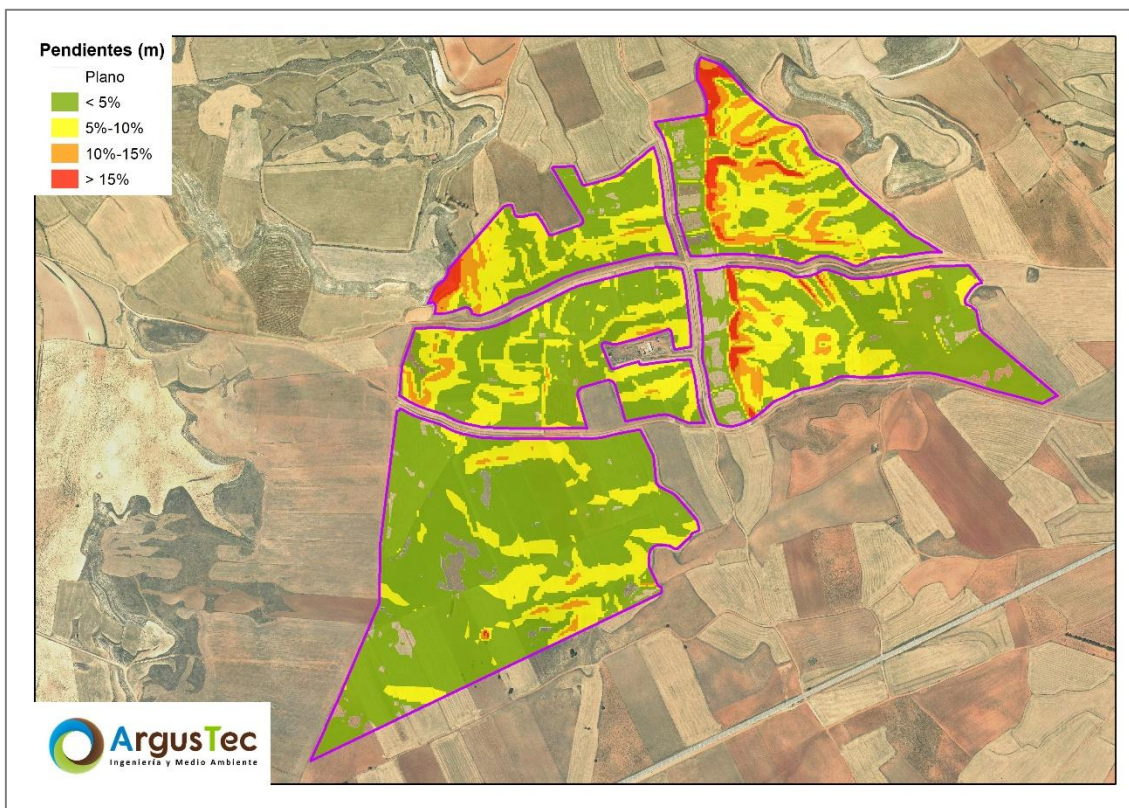 Pendientes (m)
Plano
< 5%
5%-10%
10%-15%
> 15%
ArgusTec
Ingeniería y Medio Ambiente